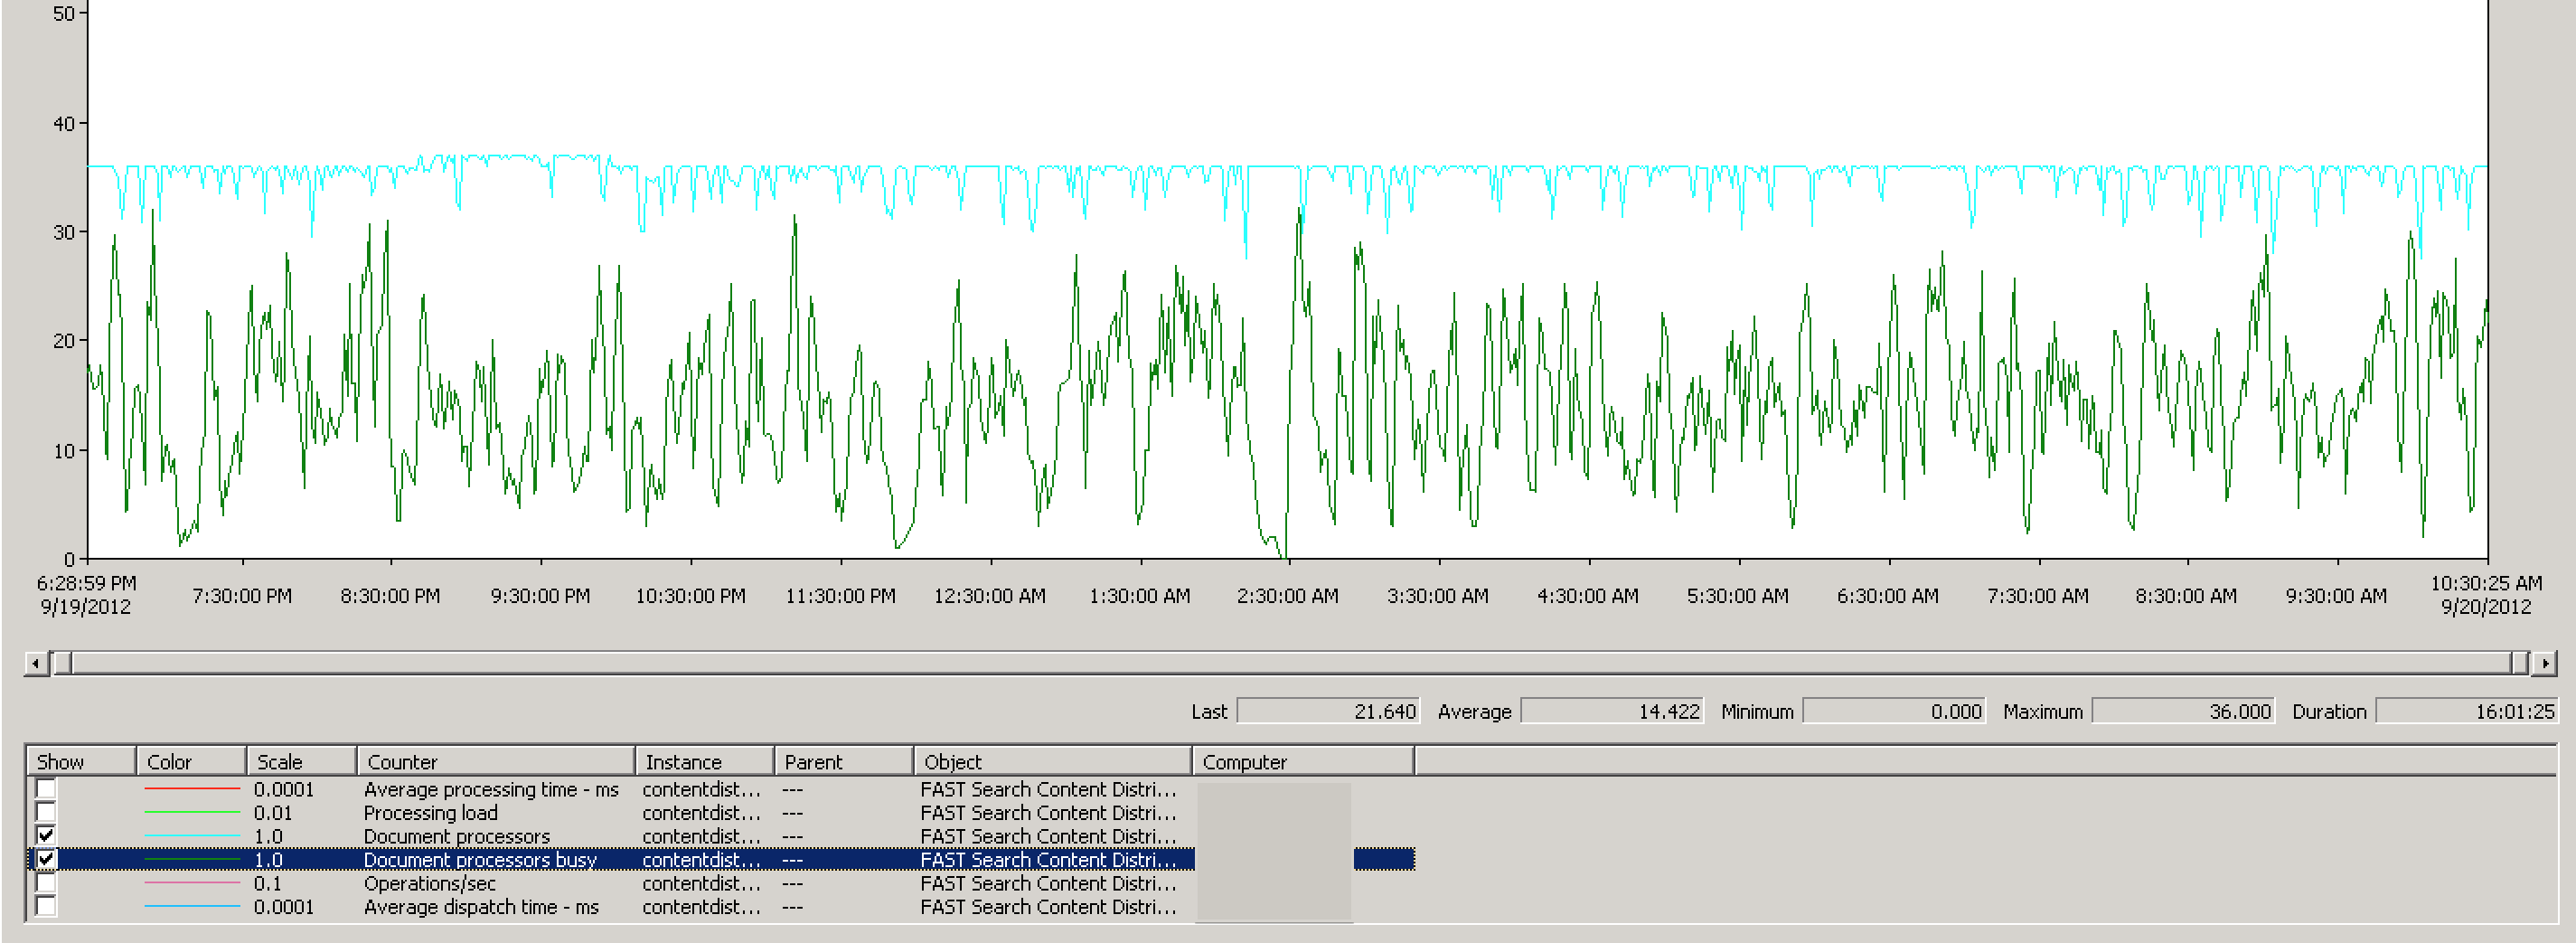 50
40
30
20
10
0
6:28:59 PM 7:30:00 PM 8:30:00 PM 9:30:00 PM 10:30:00 PM 11:30:00 PM 12:30:00 AM 1:30:00 AM 2:30:00 AM 3:30:00 AM 4:30:00 AM 5:30:00 AM 6:30:00 AM 7:30:00 AM 8:30:00 AM 9:30:00 AM 10:30:25 AM
9/19/2012 9/20/2012
Last 21.640 Average 14.422 Minimum 0.000 Maximum 36.000 Duration 16:01:25
Show Color Scale Counter Instance Parent Object Computer
0.0001 Average processing time - ms contentdist... --- FAST Search Content Distri...
0.01 Processing load contentdist... --- FAST Search Content Distri...
1.0 Document processors contentdist... --- FAST Search Content Distri...
1.0 Document processors busy contentdist... --- FAST Search Content Distri...
0.1 Operations/sec contentdist... --- FAST Search Content Distri...
0.0001 Average dispatch time - ms contentdist... --- FAST Search Content Distri...